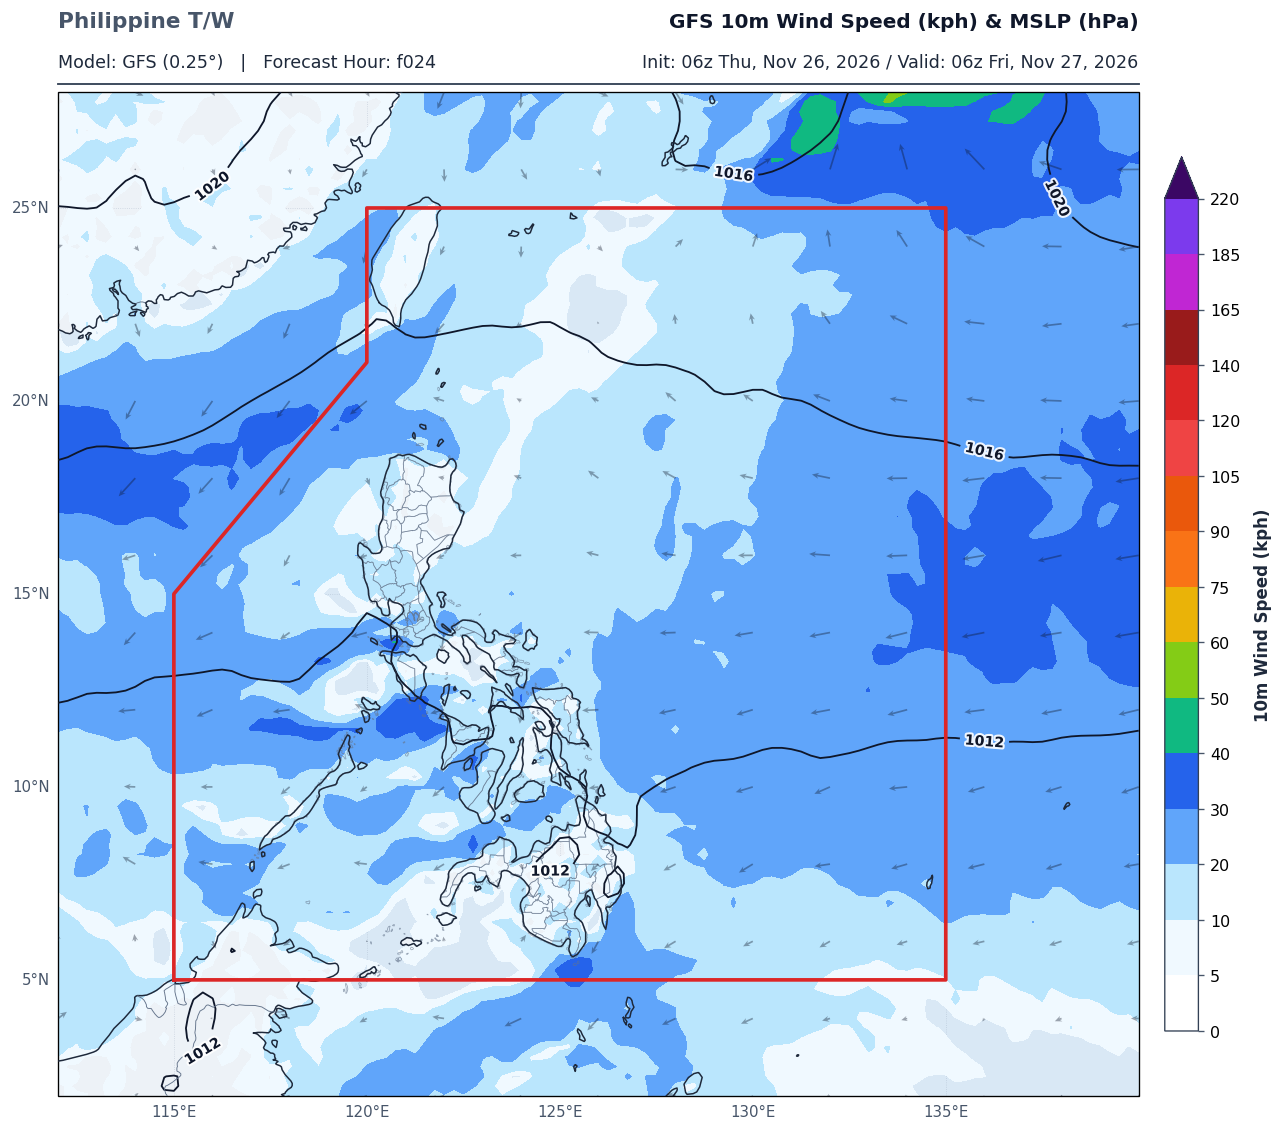 Philippine T/W
GFS 10m Wind Speed (kph) & MSLP (hPa)
Model: GFS (0.25°) | Forecast Hour: f024
Init: 06z Thu, Nov 26, 2026 / Valid: 06z Fri, Nov 27, 2026
1020
1016
1020
1016
1012
1012
1012
25°N
20°N
15°N
10°N
5°N
115°E
120°E
125°E
130°E
135°E
220
185
165
140
120
105
90
75
60
50
40
30
20
10
5
0
10m Wind Speed (kph)